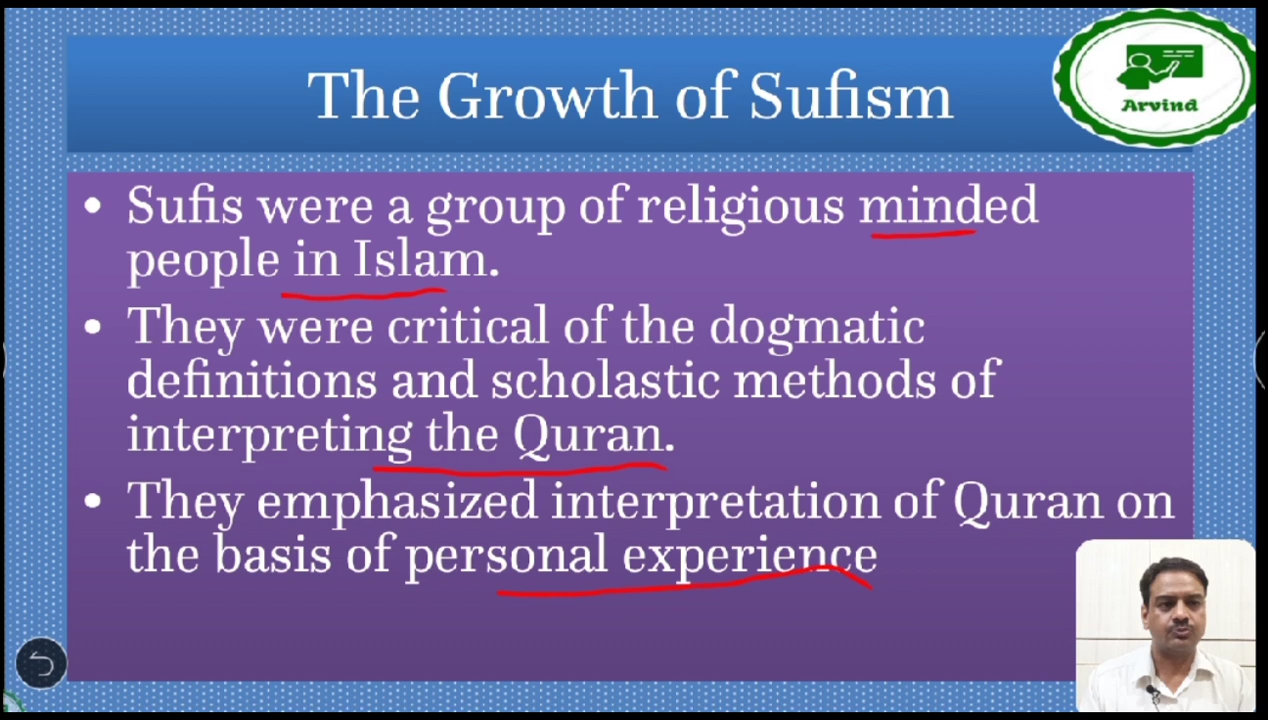 The Growth of Sufism
Arvind
• Sufis were a group of religious minded
people in Islam.
• They were critical of the dogmatic
definitions and scholastic methods of
interpreting the Quran.
• They emphasized interpretation of Quran on
the basis of personal experience